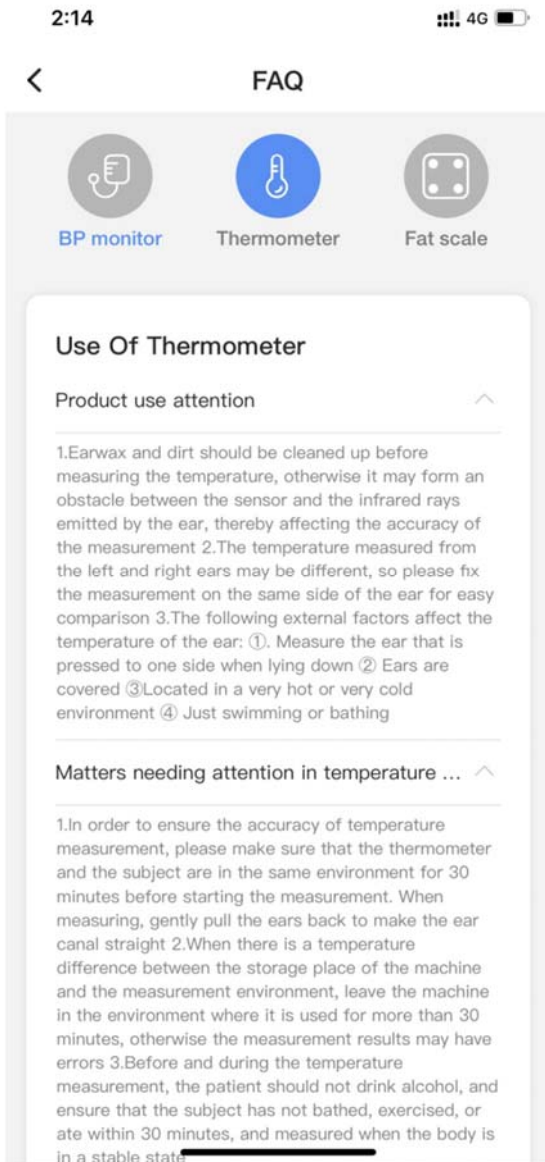 2:14
4G
FAQ
BP monitor
Thermometer
Fat scale
Use Of Thermometer
Product use attention
1.Earwax and dirt should be cleaned up before
measuring the temperature, otherwise it may form an
obstacle between the sensor and the infrared rays
emitted by the ear, thereby affecting the accuracy of
the measurement 2.The temperature measured from
the left and right ears may be different, so please fix
the measurement on the same side of the ear for easy
comparison 3.The following external factors affect the
temperature of the ear: ①. Measure the ear that is
pressed to one side when lying down ② Ears are
covered ③Located in a very hot or very cold
environment ④ Just swimming or bathing
Matters needing attention in temperature ...
1.In order to ensure the accuracy of temperature
measurement, please make sure that the thermometer
and the subject are in the same environment for 30
minutes before starting the measurement. When
measuring, gently pull the ears back to make the ear
canal straight 2.When there is a temperature
difference between the storage place of the machine
and the measurement environment, leave the machine
in the environment where it is used for more than 30
minutes, otherwise the measurement results may have
errors 3.Before and during the temperature
measurement, the patient should not drink alcohol, and
ensure that the subject has not bathed, exercised, or
ate within 30 minutes, and measured when the body is
in a stable state